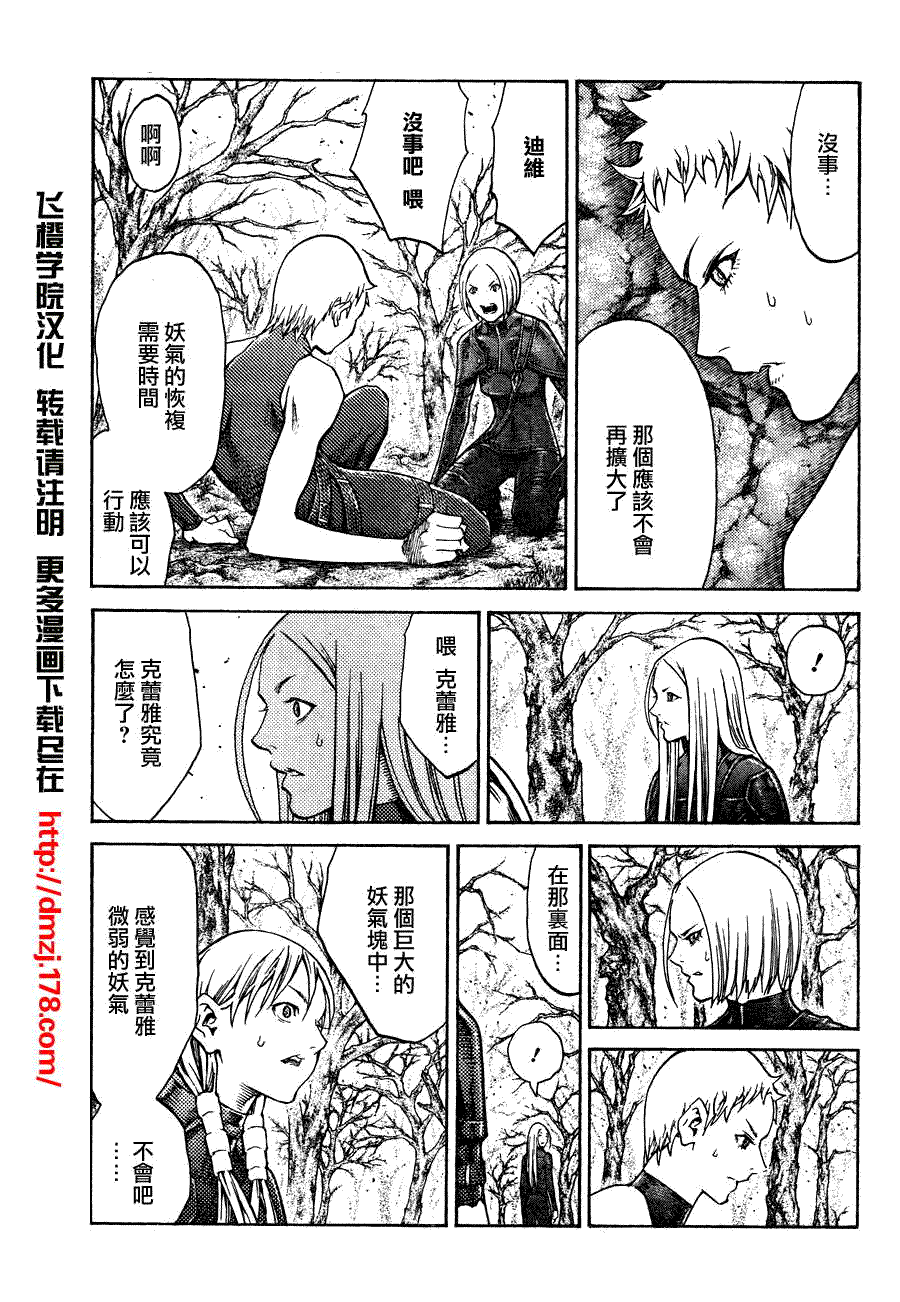 沒事…
那個應該不會
再擴大了
迪維
沒事吧 喂
啊啊
妖氣的恢複
需要時間
應該可以
行動
！
喂 克蕾雅…
克蕾雅究竟
怎麼了？
在那裏面…
！
那個巨大的
妖氣塊中…
感覺到克蕾雅
微弱的妖氣
不會吧
……
飞橙学院汉化 转载请注明 更多漫画下载尽在 http://dmzj.178.com/